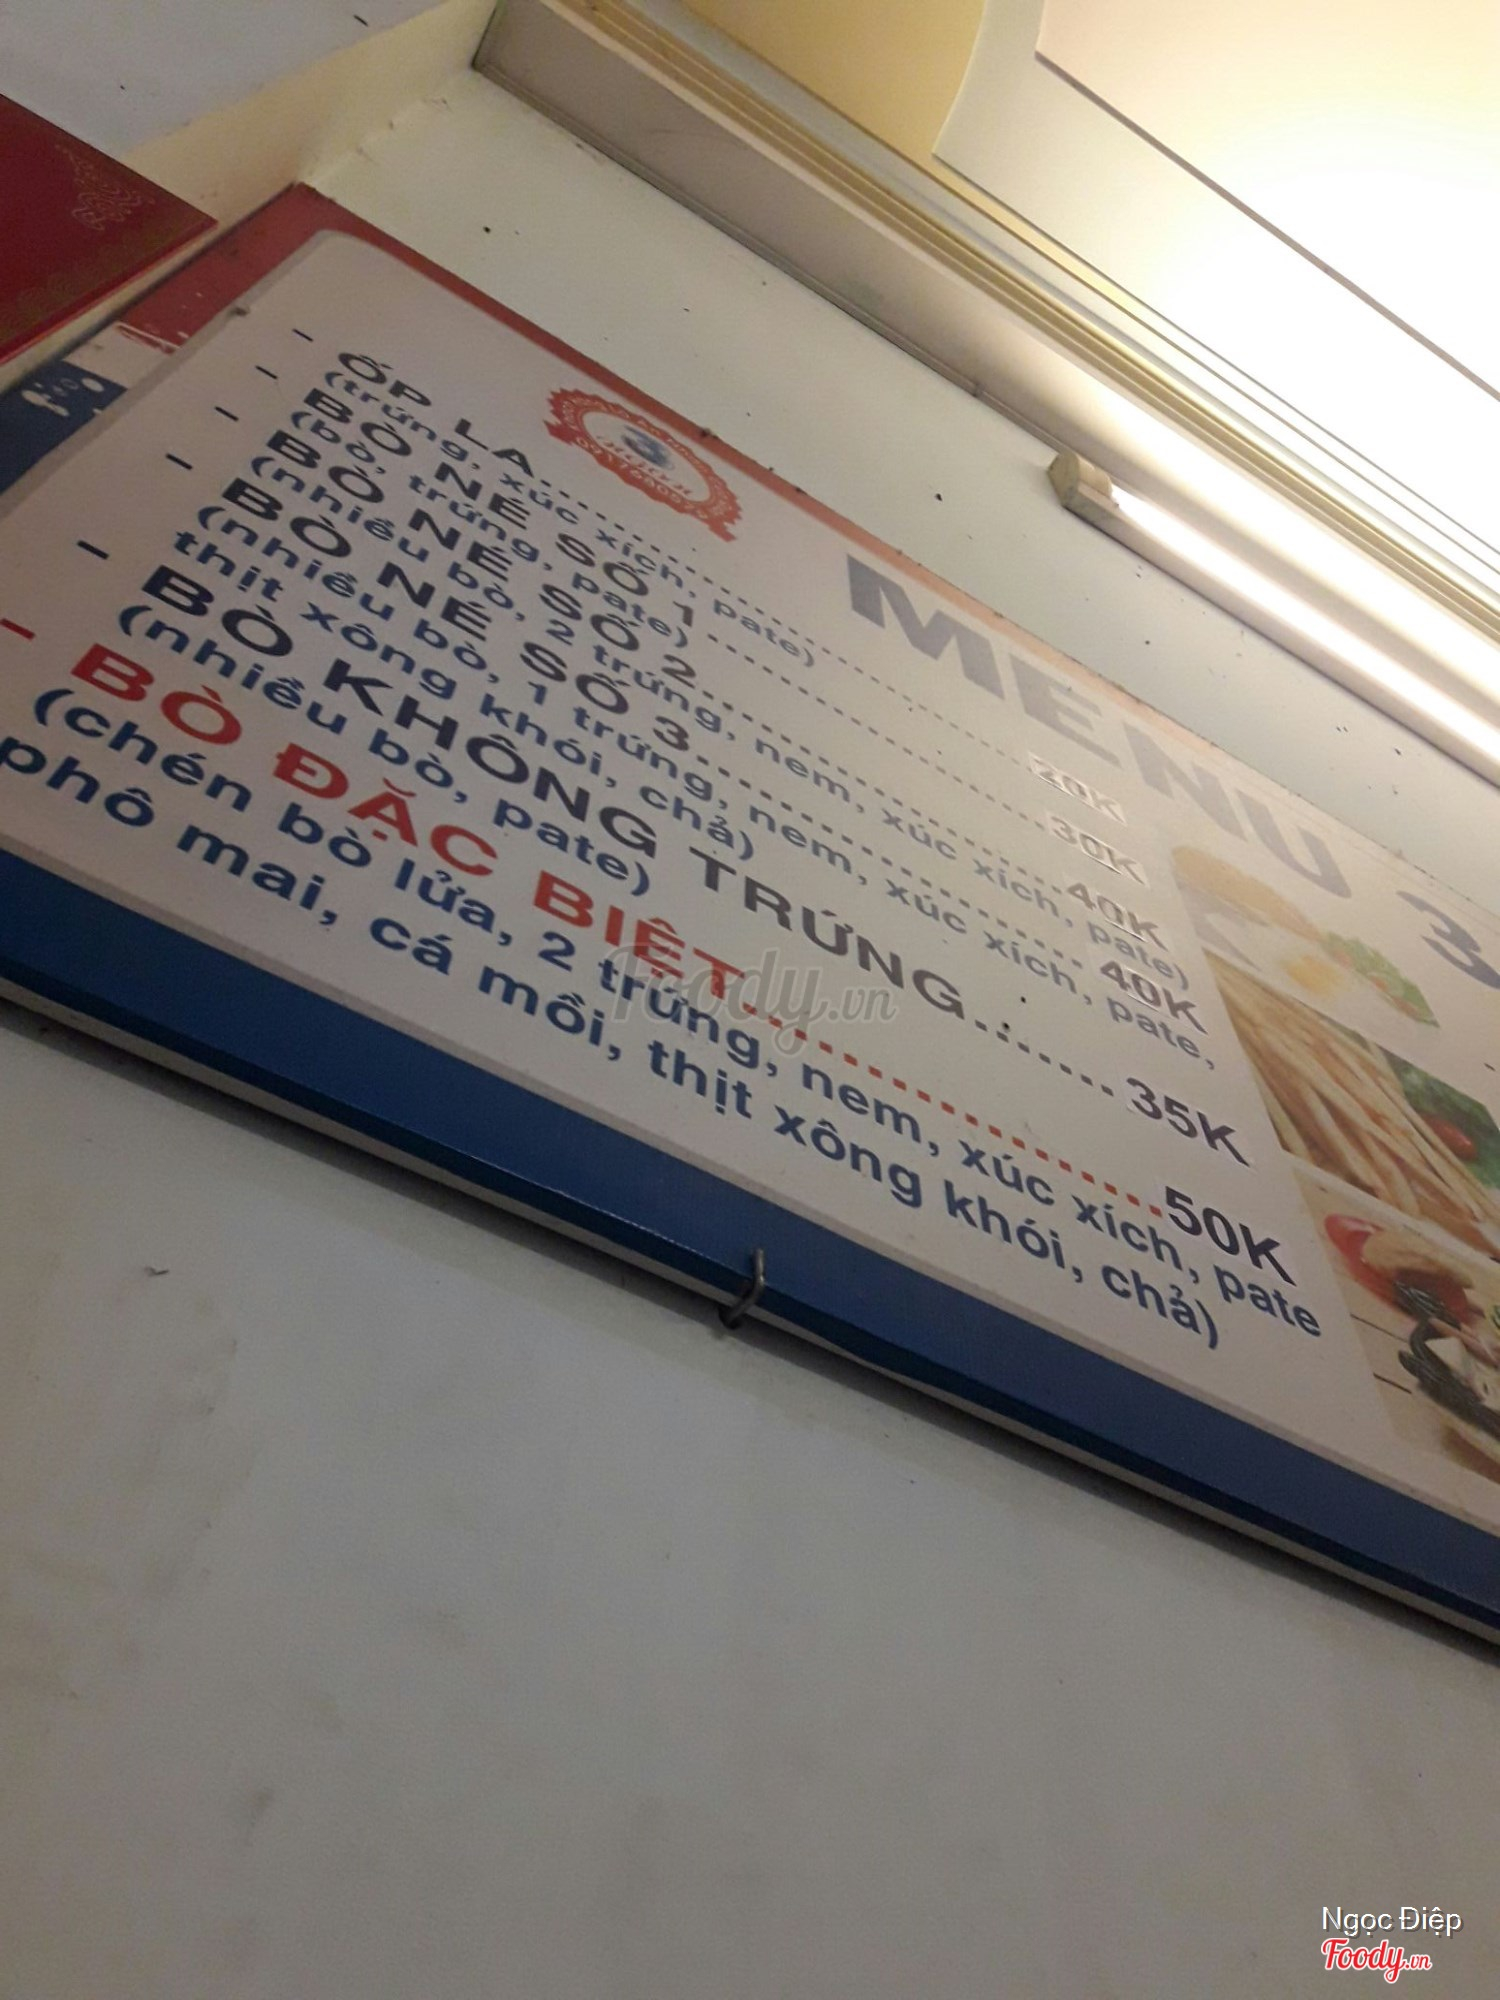 MENU 3
- ỐP LA.................... 20K
(trứng, xúc xích, pate)
- BÒ NÉ SỐ 1.................... 30K
(bò, trứng, pate)
- BÒ NÉ SỐ 2.................... 40K
(nhiều bò, 2 trứng, nem, xúc xích, pate)
- BÒ NÉ SỐ 3.................... 40K
(nhiều bò, 1 trứng, nem, xúc xích, pate,
thịt xông khói, chả)
- BÒ KHÔNG TRỨNG....... 35K
(nhiều bò, pate)
- BÒ ĐẶC BIỆT....................50K
(chén bò lửa, 2 trứng, nem, xúc xích, pate
phô mai, cá mồi, thịt xông khói, chả)
Foody.vn
Ngọc Điệp
Foody.vn